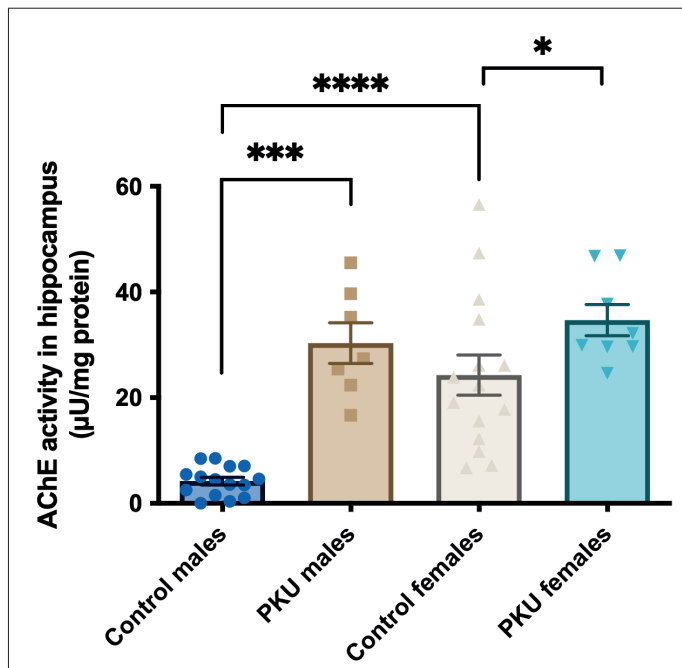 *
****
***
AChE activity in hippocampus
(µU/mg protein)
60
40
20
0
Control males
PKU males
Control females
PKU females